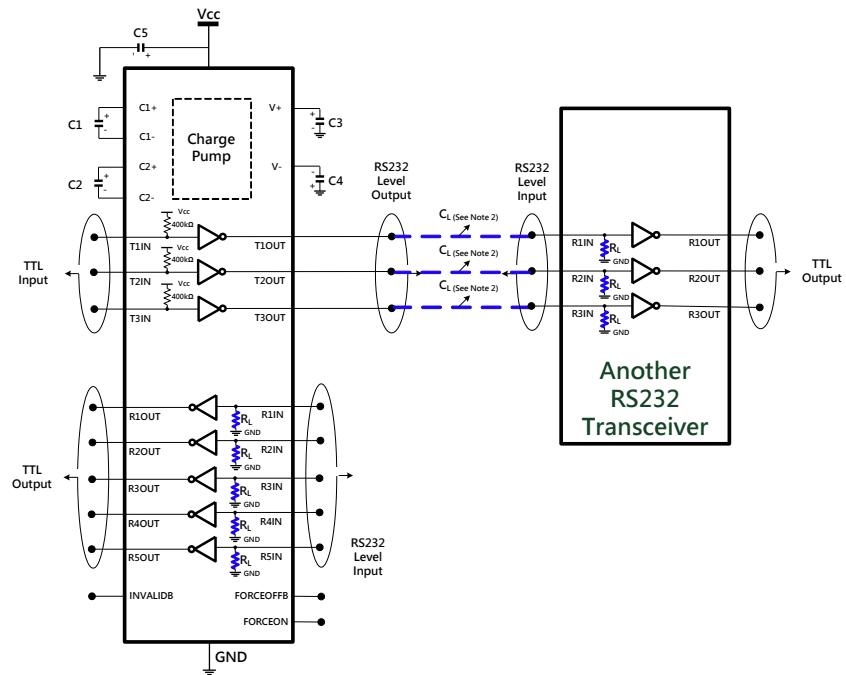 Vcc
C5
- +
C1+
C1-
C2+
C2-
C1
+
-
C2
+
-
Charge
Pump
V+
V-
+
-
C3
-
+
C4
RS232
Level
Output
RS232
Level
Input
CL (See Note 2)
CL (See Note 2)
CL (See Note 2)
TTL
Input
T1IN
Vcc
400kΩ
T1OUT
T2IN
Vcc
400kΩ
T2OUT
T3IN
Vcc
400kΩ
T3OUT
R1IN
RL
GND
R1OUT
R2IN
RL
GND
R2OUT
R3IN
RL
GND
R3OUT
TTL
Output
Another
RS232
Transceiver
TTL
Output
R1OUT
RL
GND
R1IN
R2OUT
RL
GND
R2IN
R3OUT
RL
GND
R3IN
R4OUT
RL
GND
R4IN
R5OUT
RL
GND
R5IN
RS232
Level
Input
INVALIDB
FORCEOFFB
FORCEON
GND